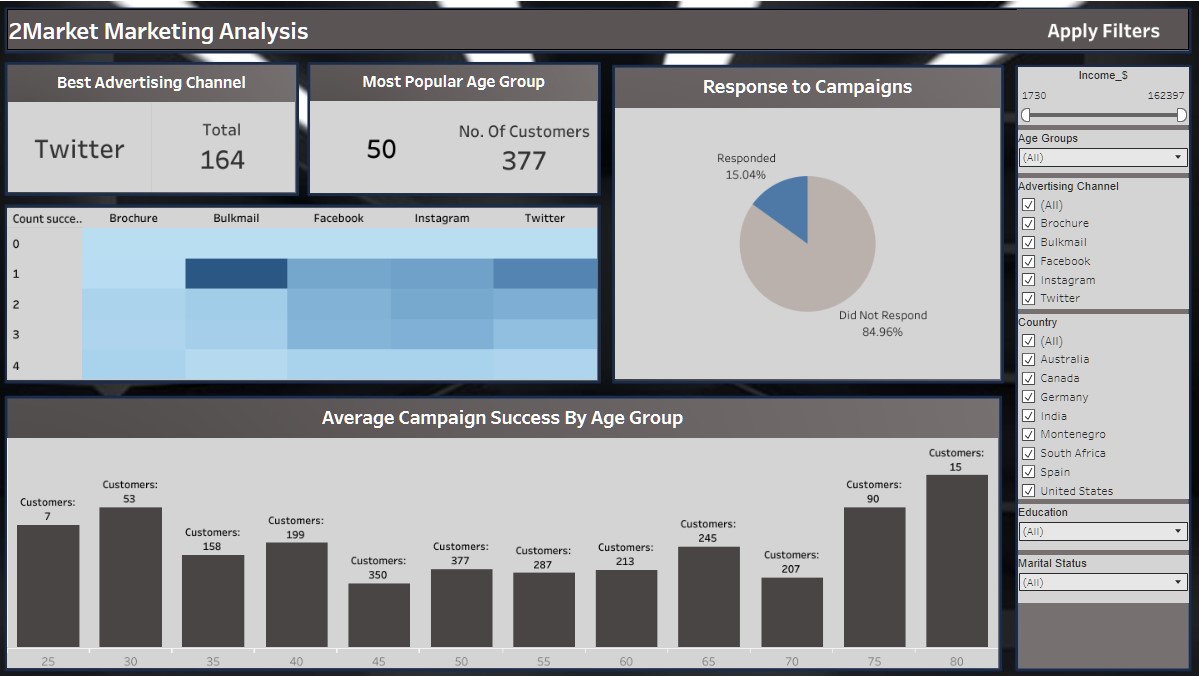 2Market Marketing Analysis
Apply Filters
Best Advertising Channel
Twitter
Total
164
Most Popular Age Group
50
No. Of Customers
377
Count succe.. Brochure Bulkmail Facebook Instagram Twitter
0
1
2
3
4
Response to Campaigns
Responded
15.04%
Did Not Respond
84.96%
Average Campaign Success By Age Group
Customers:
7
Customers:
53
Customers:
158
Customers:
199
Customers:
350
Customers:
377
Customers:
287
Customers:
213
Customers:
245
Customers:
207
Customers:
90
Customers:
15
25 30 35 40 45 50 55 60 65 70 75 80
Income_$
1730 162397
Age Groups
(All)
Advertising Channel
(All)
Brochure
Bulkmail
Facebook
Instagram
Twitter
Country
(All)
Australia
Canada
Germany
India
Montenegro
South Africa
Spain
United States
Education
(All)
Marital Status
(All)